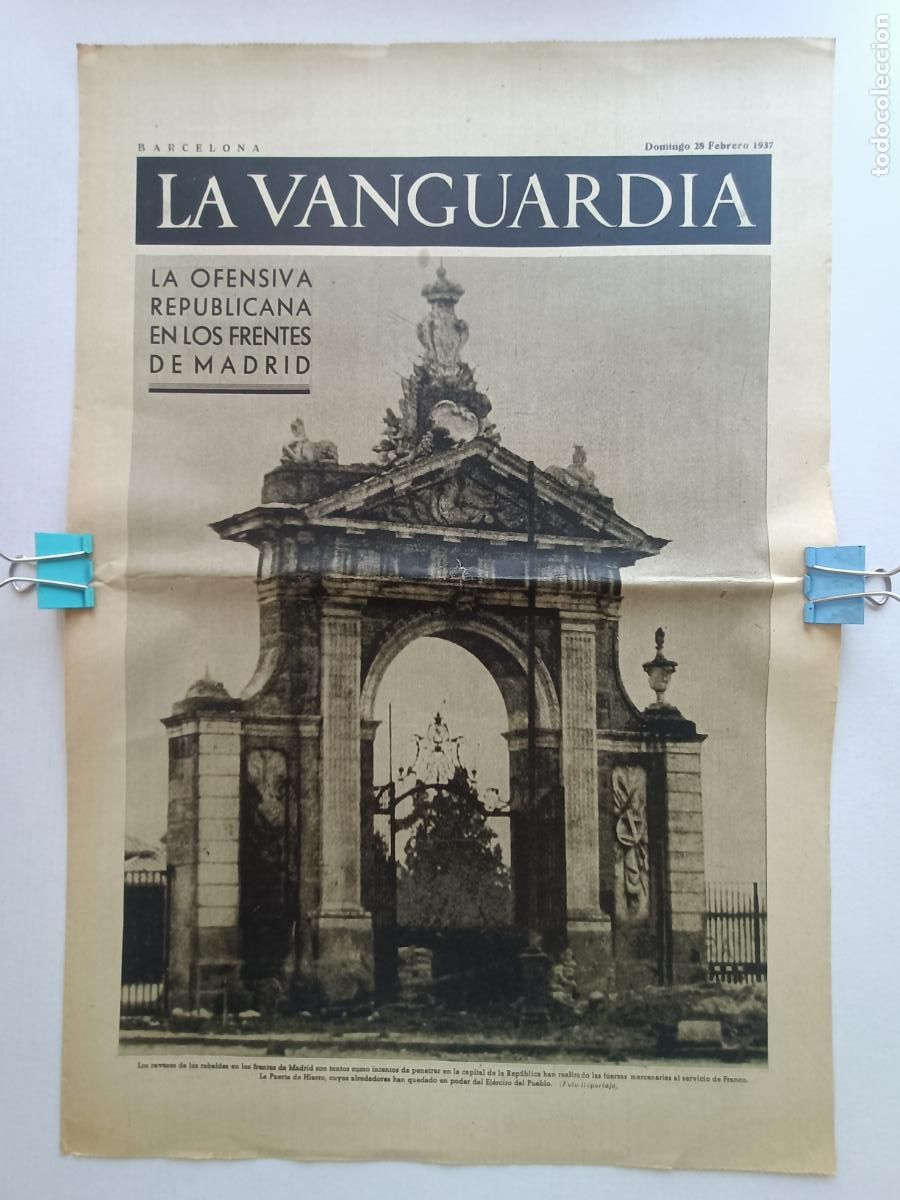 BARCELONA
Domingo 28 Febrero 1937
LA VANGUARDIA
LA OFENSIVA
REPUBLICANA
EN LOS FRENTES
DE MADRID
Los reveses de los rebeldes en los frentes de Madrid son tantos como intentos de penetrar en la capital de la República han realizado las fuerzas mercenarias al servicio de Franco.
La Puerta de Hierro, cuyos alrededores han quedado en poder del Ejército del Pueblo. (Foto-Reportaje)
todocoleccion